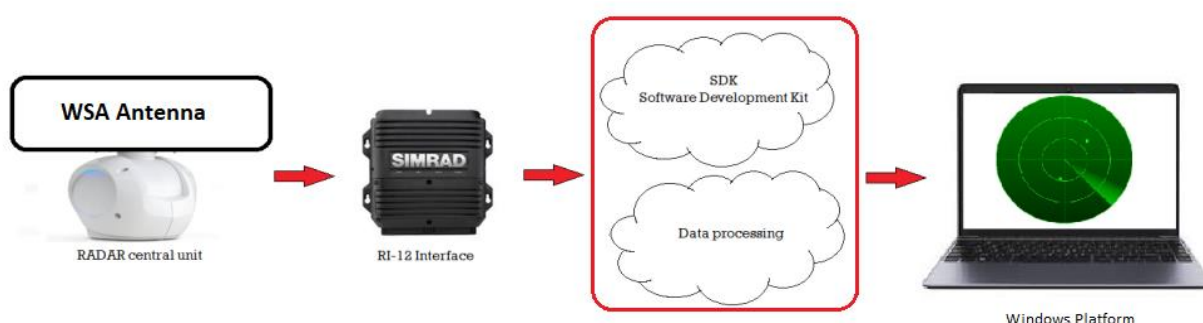 WSA Antenna
RADAR central unit
SIMRAD
RI-12 Interface
SDK
Software Development Kit
Data processing
Windows Platform